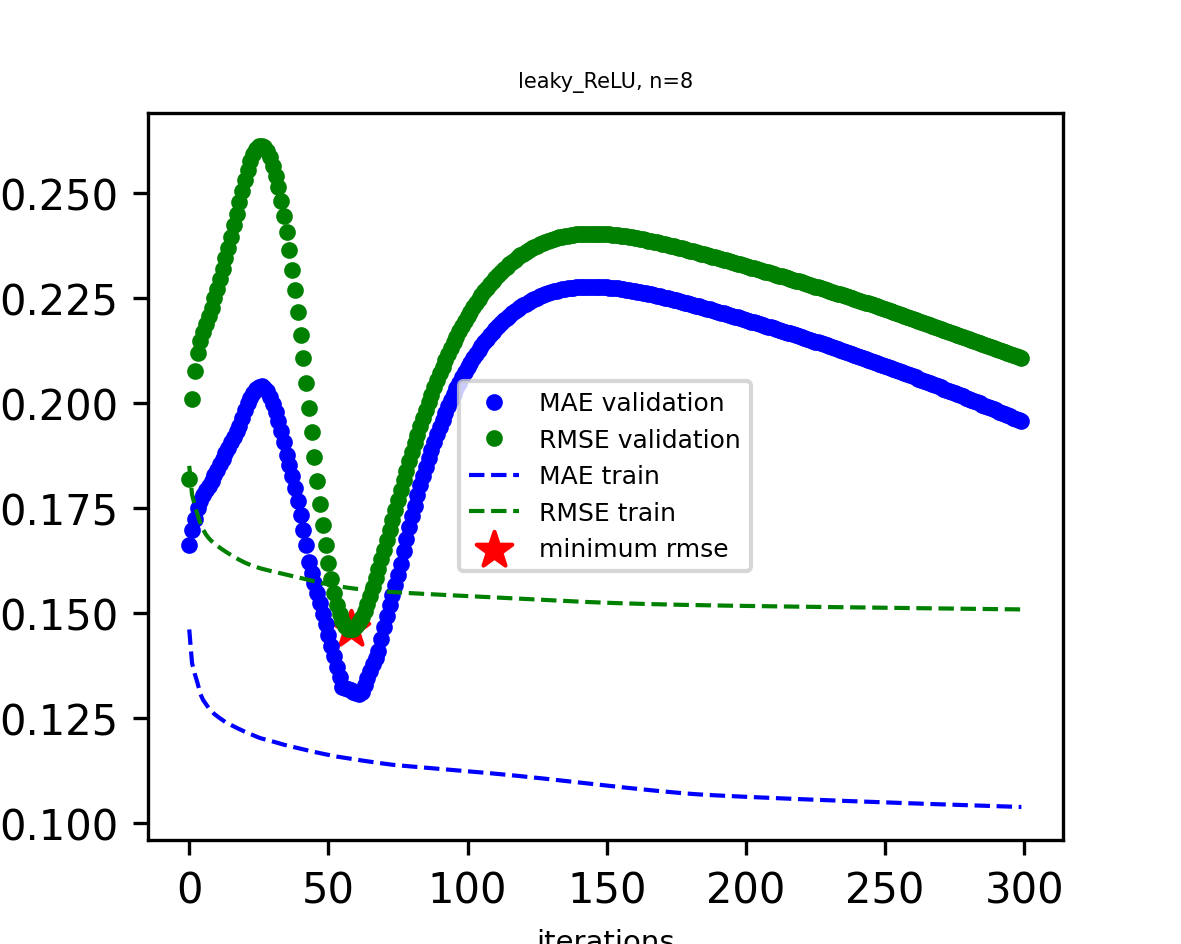 leaky_ReLU, n=8
0.250
0.225
0.200
0.175
0.150
0.125
0.100
MAE validation
RMSE validation
MAE train
RMSE train
minimum rmse
0 50 100 150 200 250 300
iterations